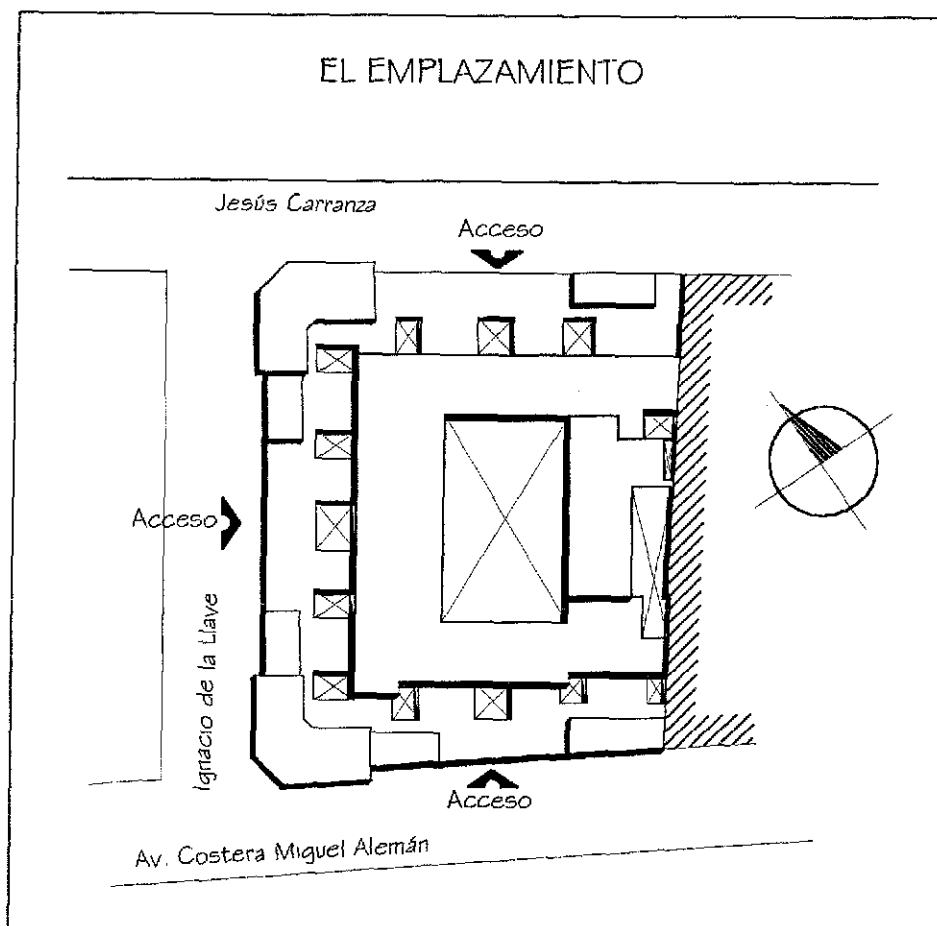 EL EMPLAZAMIENTO
Jesús Carranza
Acceso
Acceso
Ignacio de la Llave
Acceso
Av. Costera Miguel Alemán